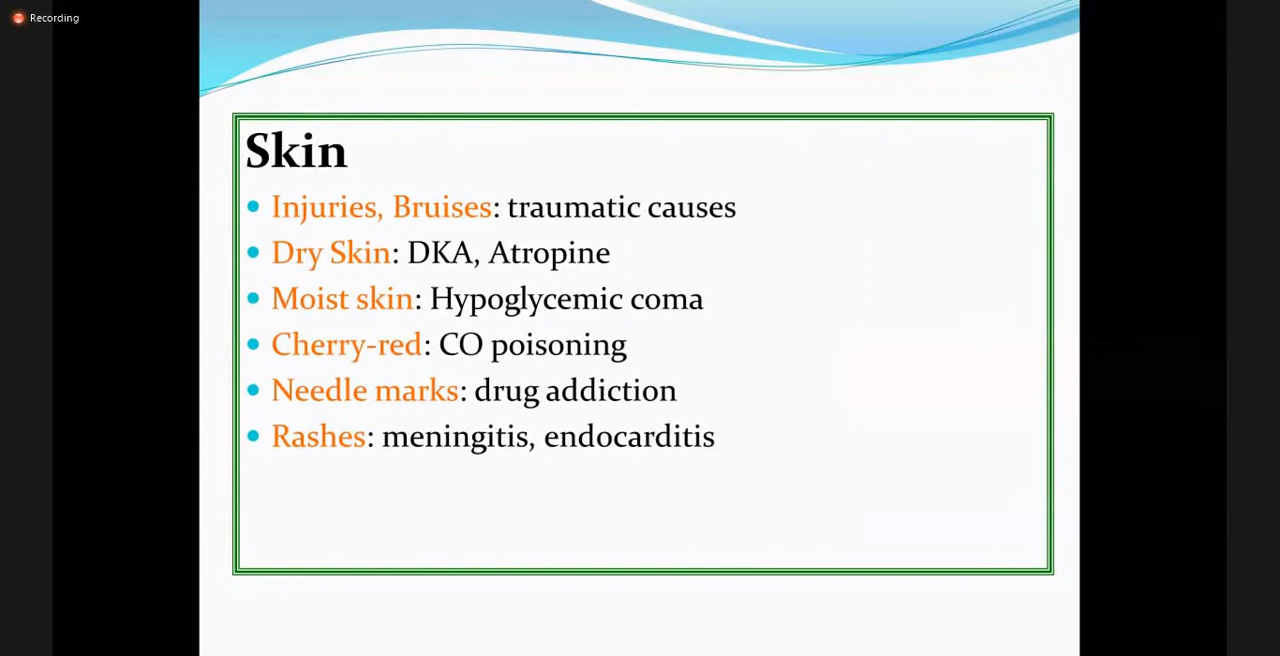 Recording
Skin
Injuries, Bruises: traumatic causes
Dry Skin: DKA, Atropine
Moist skin: Hypoglycemic coma
Cherry-red: CO poisoning
Needle marks: drug addiction
Rashes: meningitis, endocarditis